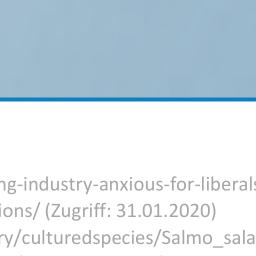 ng-industry-anxious-for-liberals
ions/ (Zugriff: 31.01.2020)
ry/culturedspecies/Salmo_sala